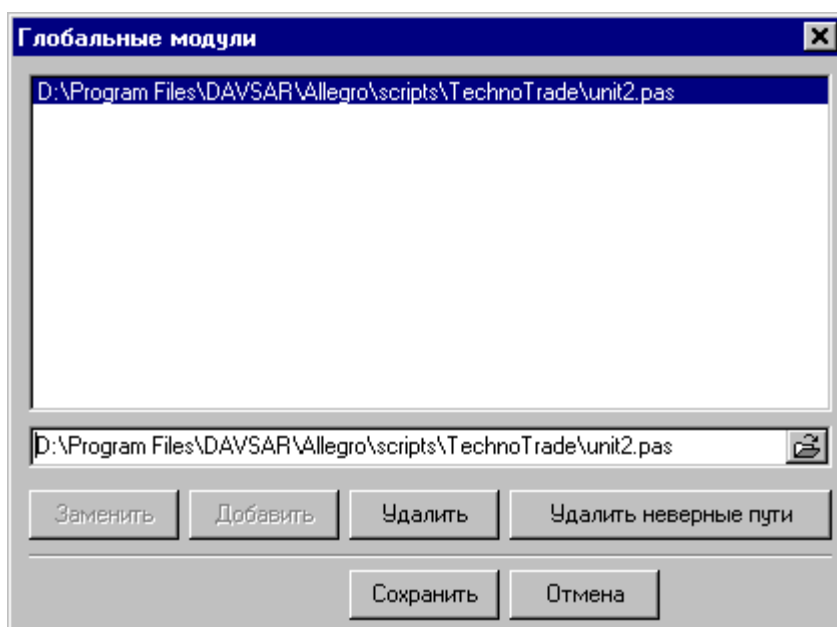 Глобальные модули
D:\Program Files\DAVSAR\Allegro\scripts\TechnoTrade\unit2.pas
D:\Program Files\DAVSAR\Allegro\scripts\TechnoTrade\unit2.pas
Заменить Добавить Удалить Удалить неверные пути
Сохранить Отмена